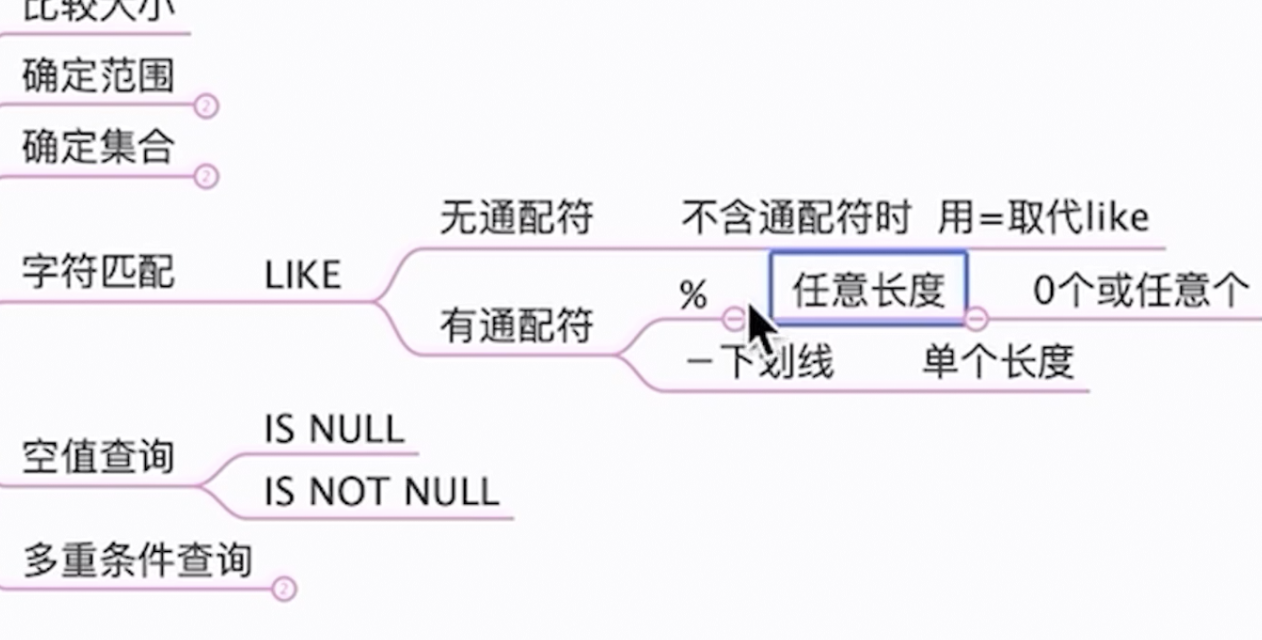 比较大小
确定范围 2
确定集合 2
字符匹配 LIKE
无通配符 不含通配符时 用=取代like
有通配符
% 任意长度 0个或任意个
－下划线 单个长度
空值查询
IS NULL
IS NOT NULL
多重条件查询 2